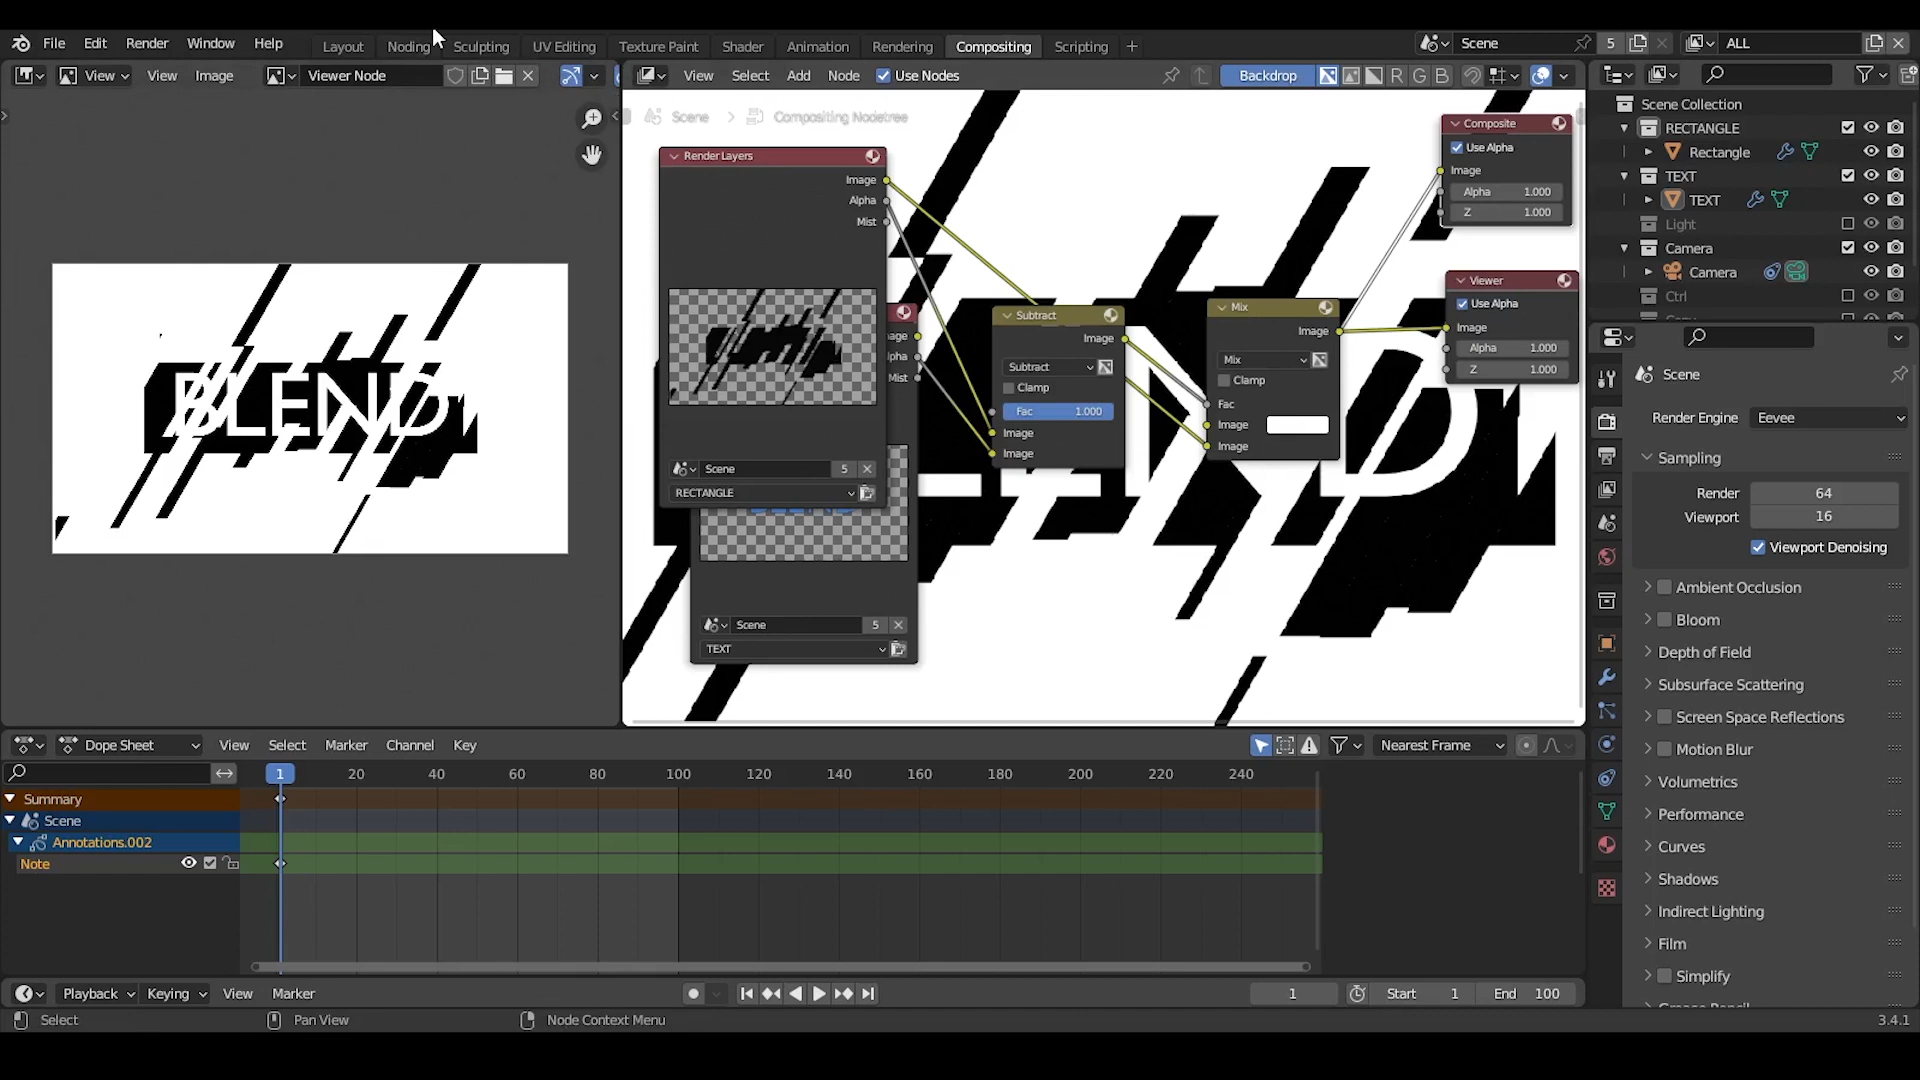 File Edit Render Window Help Layout Noding Sculpting UV Editing Texture Paint Shader Animation Rendering Compositing Scripting + Scene 5 ALL
View View Image Viewer Node View Select Add Node Use Nodes Backdrop R G B
Scene > Compositing Nodetree
Scene Collection
RECTANGLE
Rectangle
TEXT
TEXT
Light
Camera
Camera
Ctrl
Render Layers
Image
Alpha
Mist
Scene 5
RECTANGLE
age
lpha
Mist
Scene 5
TEXT
Subtract
Image
Subtract
Clamp
Fac 1.000
Image
Image
Mix
Image
Mix
Clamp
Fac
Image
Image
Composite
Use Alpha
Image
Alpha 1.000
Z 1.000
Viewer
Use Alpha
Image
Alpha 1.000
Z 1.000
BLEND
Scene
Render Engine Eevee
Sampling
Render 64
Viewport 16
Viewport Denoising
Ambient Occlusion
Bloom
Depth of Field
Subsurface Scattering
Screen Space Reflections
Motion Blur
Volumetrics
Performance
Curves
Shadows
Indirect Lighting
Film
Simplify
Dope Sheet View Select Marker Channel Key Nearest Frame
1 20 40 60 80 100 120 140 160 180 200 220 240
Summary
Scene
Annotations.002
Note
Playback Keying View Marker 1 Start 1 End 100
Select Pan View Node Context Menu 3.4.1